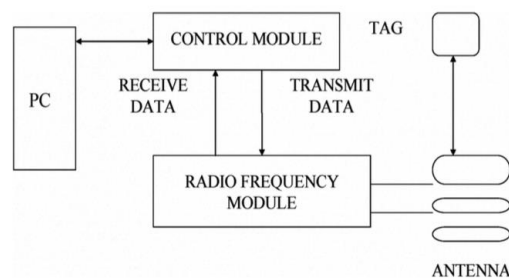 CONTROL MODULE
TAG
PC
RECEIVE
DATA
TRANSMIT
DATA
RADIO FREQUENCY
MODULE
ANTENNA